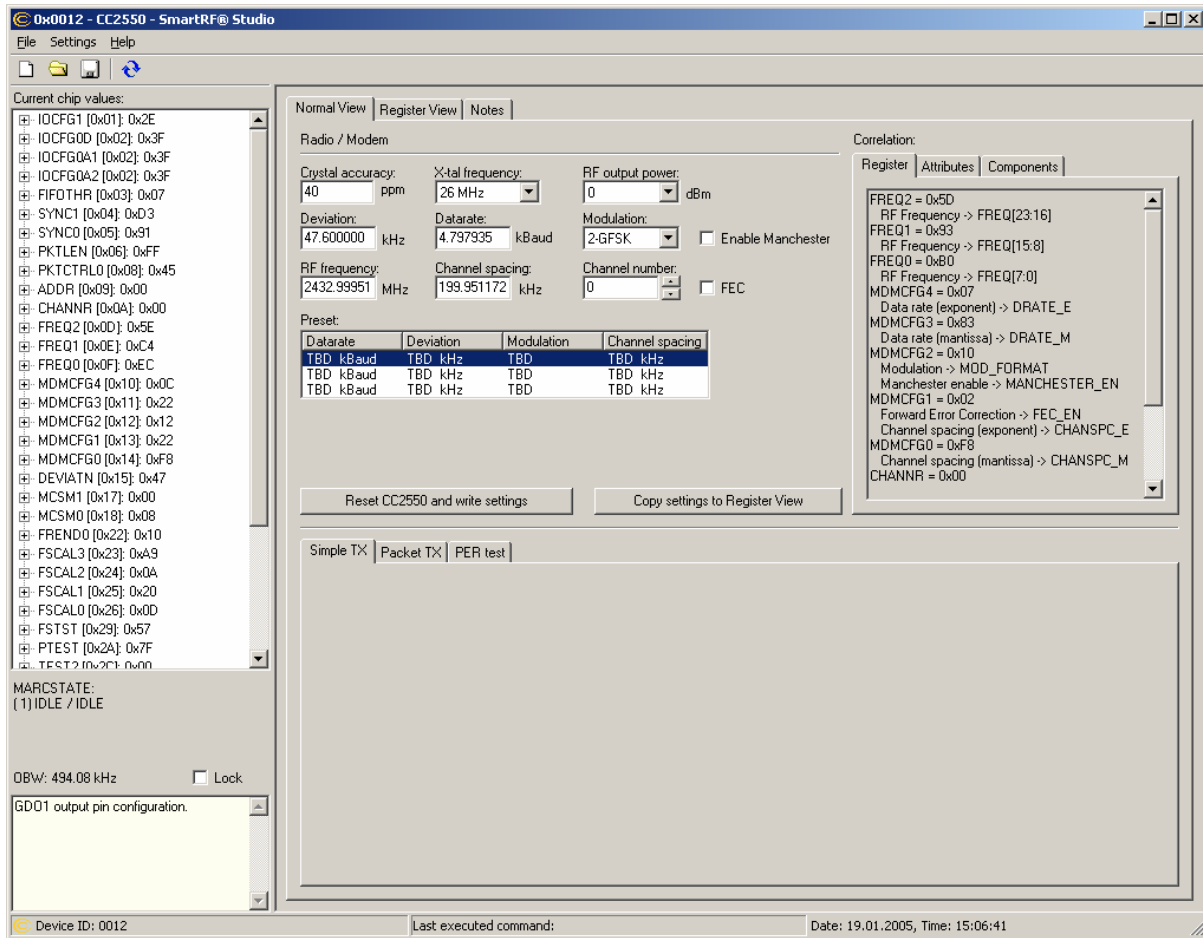 0x0012 - CC2550 - SmartRF® Studio
File Settings Help
Current chip values:
IOCFG1 [0x01]: 0x2E
IOCFG0D [0x02]: 0x3F
IOCFG0A1 [0x02]: 0x3F
IOCFG0A2 [0x02]: 0x3F
FIFOTHR [0x03]: 0x07
SYNC1 [0x04]: 0xD3
SYNC0 [0x05]: 0x91
PKTLEN [0x06]: 0xFF
PKTCTRL0 [0x08]: 0x45
ADDR [0x09]: 0x00
CHANNR [0x0A]: 0x00
FREQ2 [0x0D]: 0x5E
FREQ1 [0x0E]: 0xC4
FREQ0 [0x0F]: 0xEC
MDMCFG4 [0x10]: 0x0C
MDMCFG3 [0x11]: 0x22
MDMCFG2 [0x12]: 0x12
MDMCFG1 [0x13]: 0x22
MDMCFG0 [0x14]: 0xF8
DEVIATN [0x15]: 0x47
MCSM1 [0x17]: 0x00
MCSM0 [0x18]: 0x08
FREND0 [0x22]: 0x10
FSCAL3 [0x23]: 0xA9
FSCAL2 [0x24]: 0x0A
FSCAL1 [0x25]: 0x20
FSCAL0 [0x26]: 0x0D
FSTST [0x29]: 0x57
PTEST [0x2A]: 0x7F
TEST2 [0x2C]: 0x00
MARCSTATE:
(1) IDLE / IDLE
OBW: 494.08 kHz Lock
GDO1 output pin configuration.
Normal View Register View Notes
Radio / Modem
Crystal accuracy: X-tal frequency: RF output power:
40 ppm 26 MHz 0 dBm
Deviation: Datarate: Modulation:
47.600000 kHz 4.797935 kBaud 2-GFSK Enable Manchester
RF frequency: Channel spacing: Channel number:
2432.99951 MHz 199.951172 kHz 0 FEC
Preset:
Datarate Deviation Modulation Channel spacing
TBD kBaud TBD kHz TBD TBD kHz
TBD kBaud TBD kHz TBD TBD kHz
TBD kBaud TBD kHz TBD TBD kHz
Reset CC2550 and write settings Copy settings to Register View
Correlation:
Register Attributes Components
FREQ2 = 0x5D
RF Frequency -> FREQ[23:16]
FREQ1 = 0x93
RF Frequency -> FREQ[15:8]
FREQ0 = 0xB0
RF Frequency -> FREQ[7:0]
MDMCFG4 = 0x07
Data rate (exponent) -> DRATE_E
MDMCFG3 = 0x83
Data rate (mantissa) -> DRATE_M
MDMCFG2 = 0x10
Modulation -> MOD_FORMAT
Manchester enable -> MANCHESTER_EN
MDMCFG1 = 0x02
Forward Error Correction -> FEC_EN
Channel spacing (exponent) -> CHANSPC_E
MDMCFG0 = 0xF8
Channel spacing (mantissa) -> CHANSPC_M
CHANNR = 0x00
Simple TX Packet TX PER test
Device ID: 0012 Last executed command: Date: 19.01.2005, Time: 15:06:41